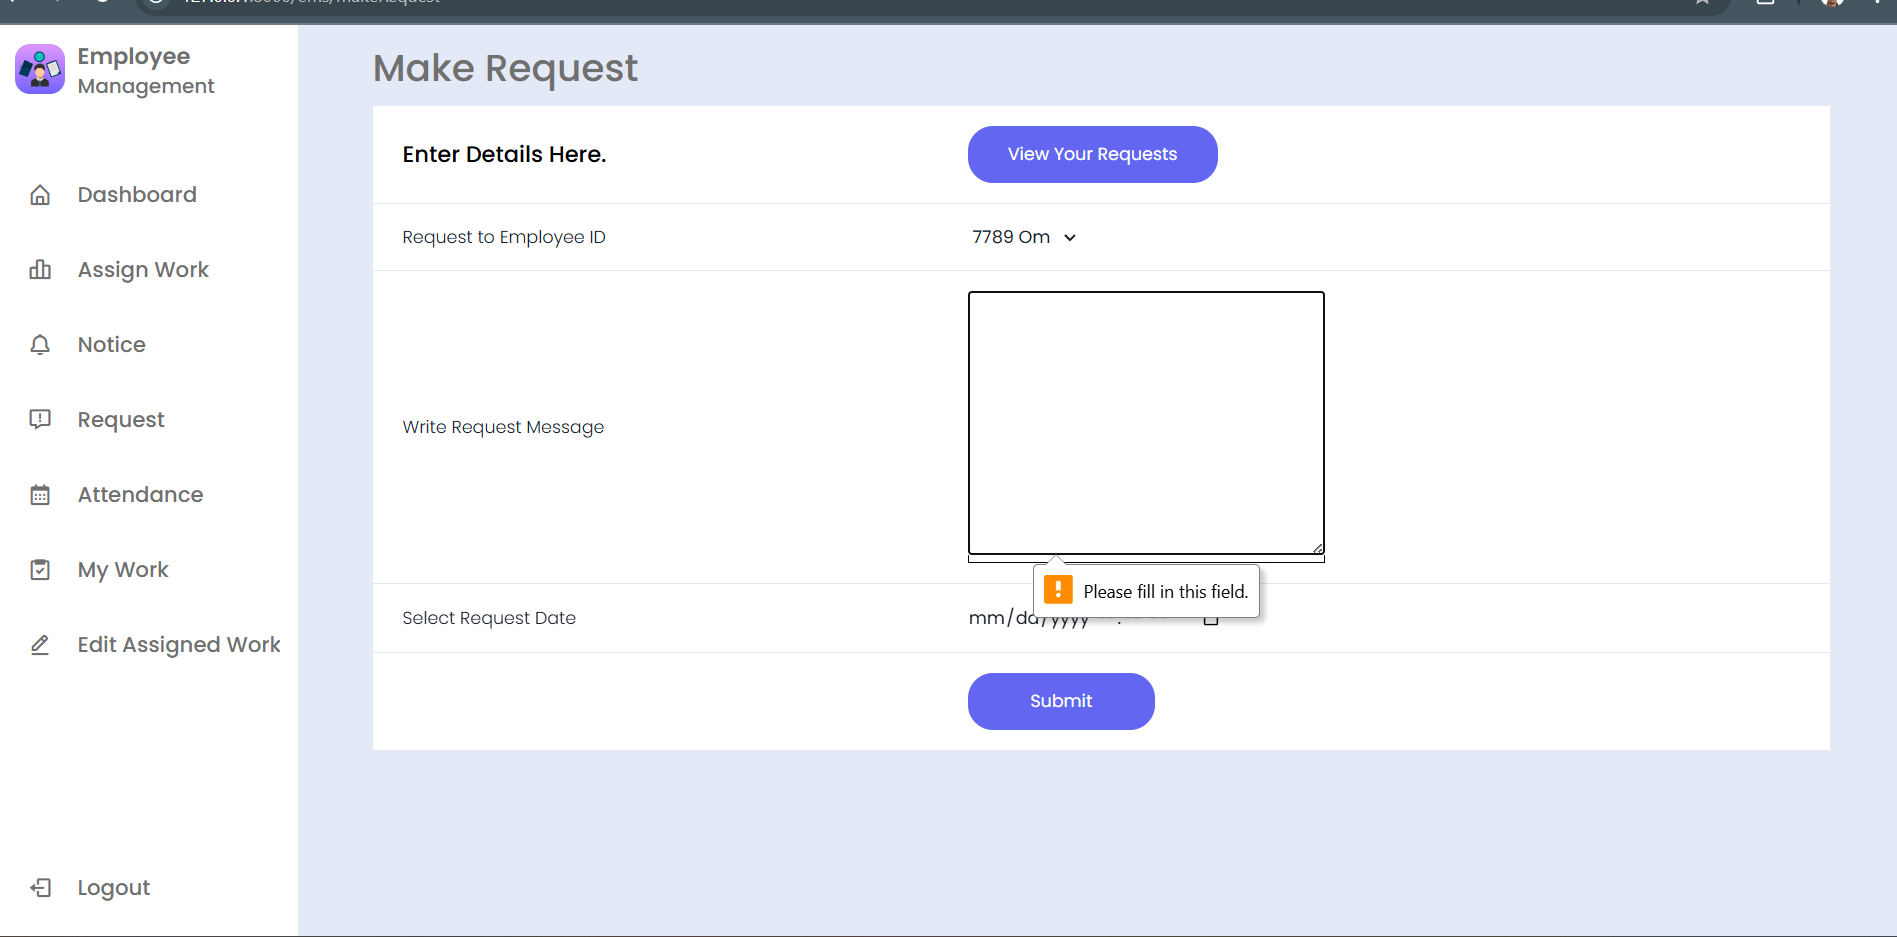 Employee
Management
Dashboard
Assign Work
Notice
Request
Attendance
My Work
Edit Assigned Work
Logout
Make Request
Enter Details Here.
View Your Requests
Request to Employee ID
7789 Om
Write Request Message
Please fill in this field.
Select Request Date
mm/dd/yyyy
Submit